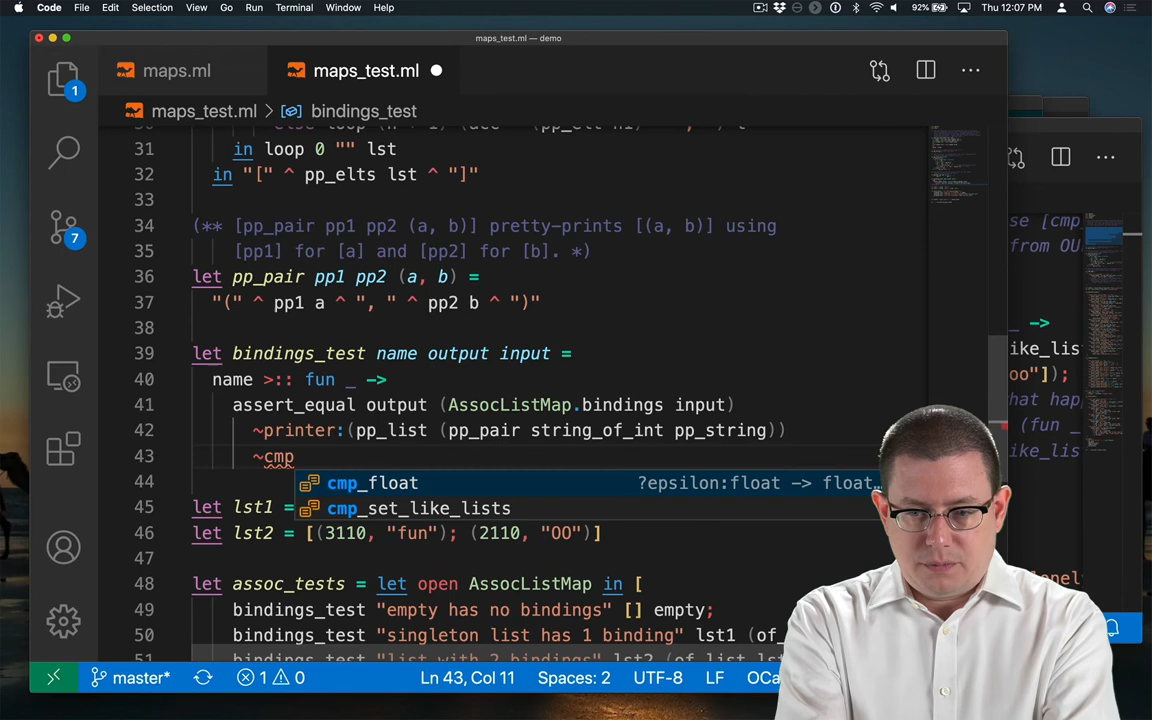 Code File Edit Selection View Go Run Terminal Window Help 92% Thu 12:07 PM
maps_test.ml — demo
maps.ml maps_test.ml
maps_test.ml > bindings_test
31 in loop 0 "" lst
32 in "[" ^ pp_elts lst ^ "]"
33
34 (** [pp_pair pp1 pp2 (a, b)] pretty-prints [(a, b)] using
35 [pp1] for [a] and [pp2] for [b]. *)
36 let pp_pair pp1 pp2 (a, b) =
37 "(" ^ pp1 a ^ ", " ^ pp2 b ^ ")"
38
39 let bindings_test name output input =
40 name >:: fun _ ->
41 assert_equal output (AssocListMap.bindings input)
42 ~printer:(pp_list (pp_pair string_of_int pp_string))
43 ~cmp
cmp_float ?epsilon:float -> float…
cmp_set_like_lists
44
45 let lst1 =
46 let lst2 = [(3110, "fun"); (2110, "OO")]
47
48 let assoc_tests = let open AssocListMap in [
49 bindings_test "empty has no bindings" [] empty;
50 bindings_test "singleton list has 1 binding" lst1 (of_
51 bindings_test "list with 2 bindings" lst2 (of_list lst
1
7
master* 1 0 Ln 43, Col 11 Spaces: 2 UTF-8 LF OCa
se [cmp
from OU
_ ->
ike_lis
oo"]);
hat hap
(fun _
ike_lis